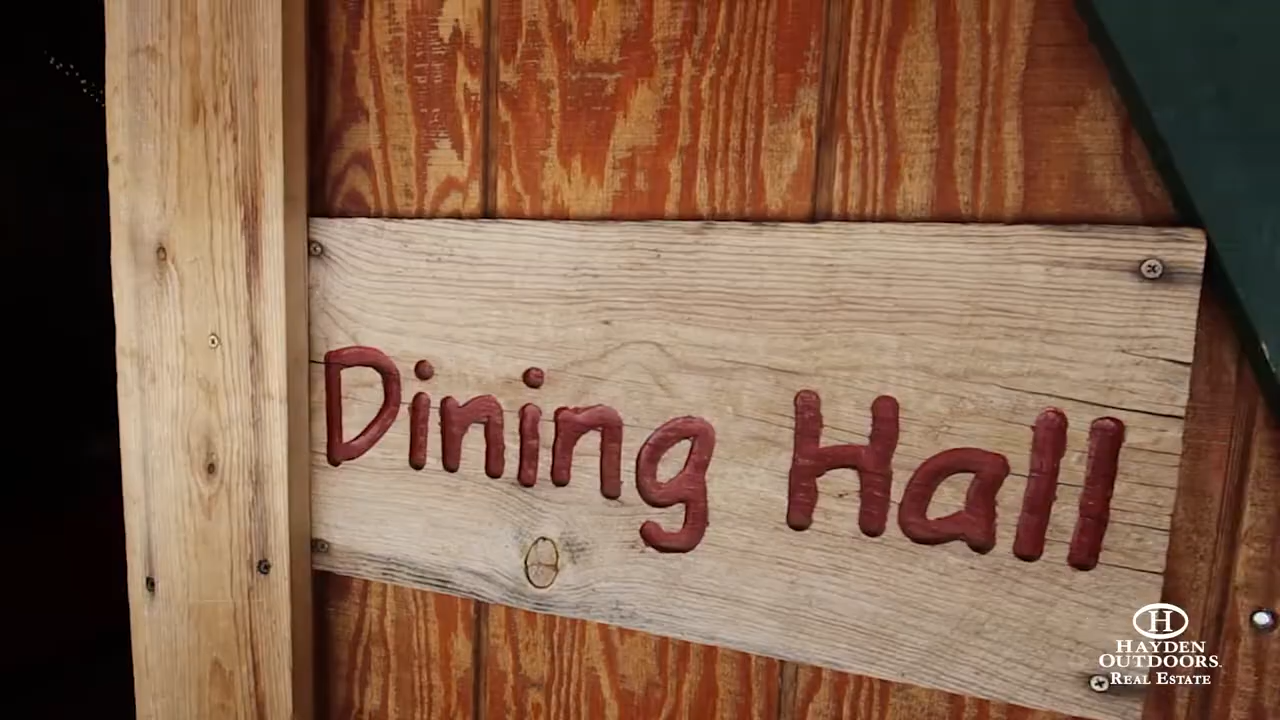 Dining Hall
H
HAYDEN
OUTDOORS.
REAL ESTATE